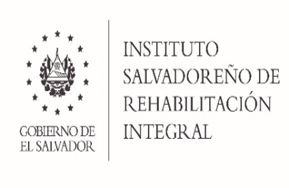 GOBIERNO DE
EL SALVADOR
INSTITUTO
SALVADOREÑO DE
REHABILITACIÓN
INTEGRAL